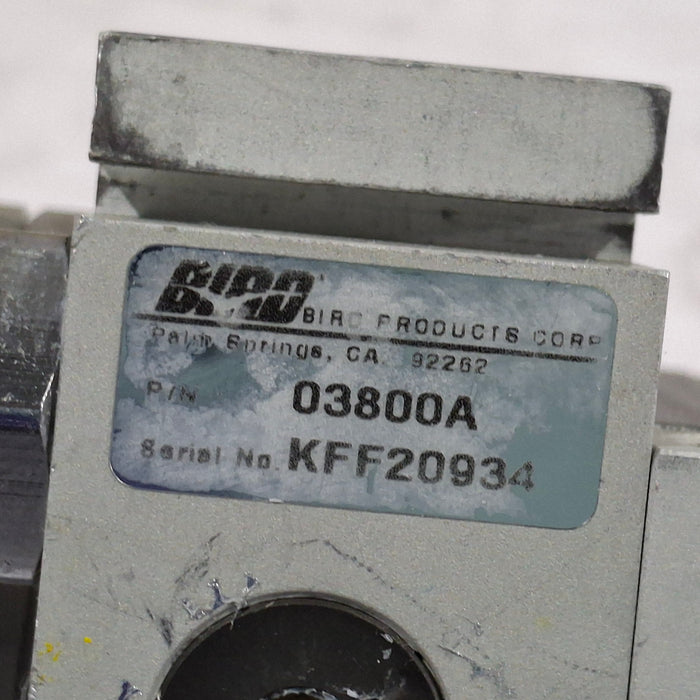 BIRD
BIRD PRODUCTS CORP
Palm Springs, CA. 92262
P/N 03800A
Serial No. KFF20934